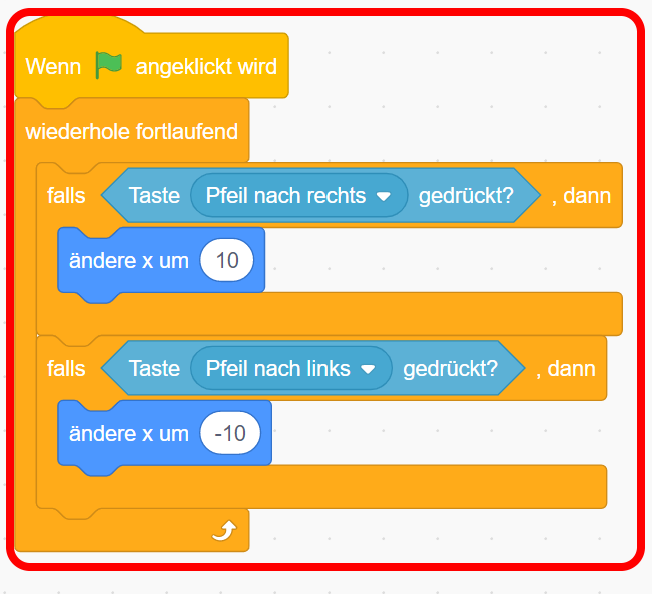 Wenn angeklickt wird
wiederhole fortlaufend
falls Taste Pfeil nach rechts gedrückt? , dann
ändere x um 10
falls Taste Pfeil nach links gedrückt? , dann
ändere x um -10